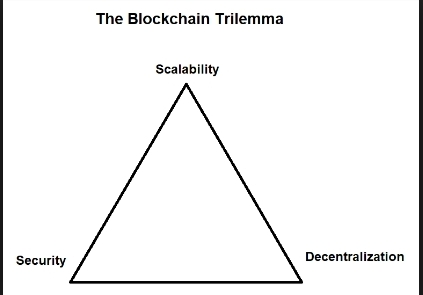 The Blockchain Trilemma
Scalability
Security
Decentralization